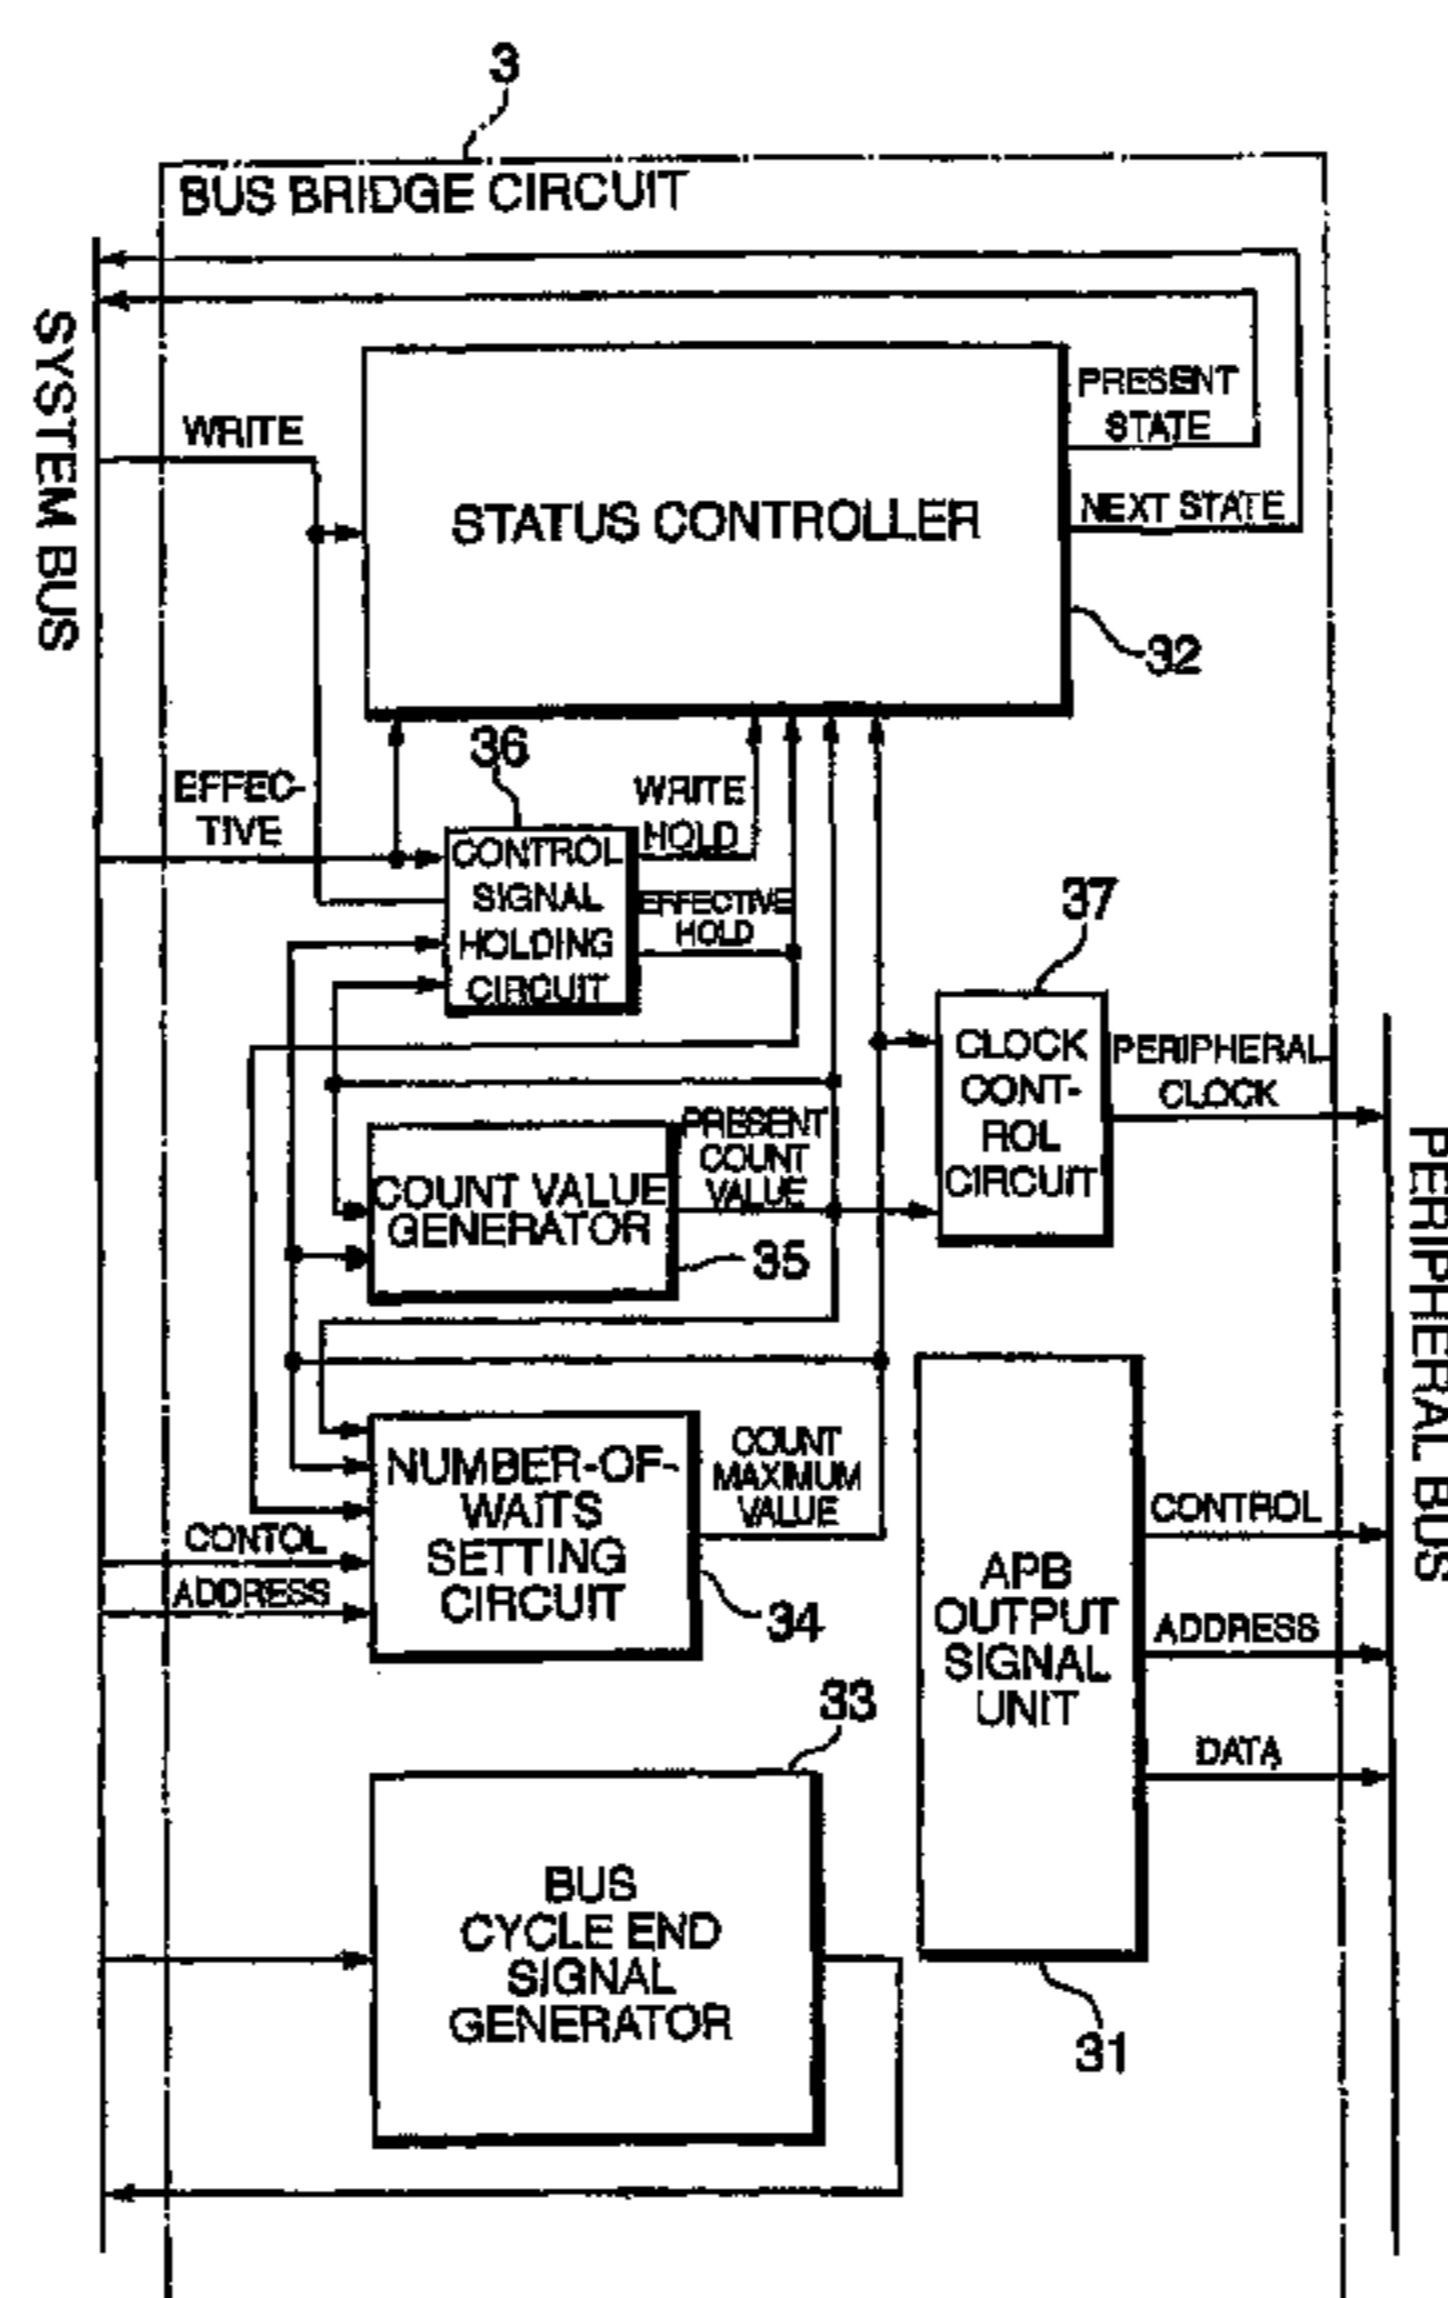 3
BUS BRIDGE CIRCUIT
SYSTEM BUS
PRESENT
STATE
WRITE
NEXT STATE
STATUS CONTROLLER
32
36
EFFEC-
TIVE
WRITE
HOLD
CONTROL
SIGNAL
HOLDING
CIRCUIT
EFFECTIVE
HOLD
37
CLOCK
CONT-
ROL
CIRCUIT
PERIPHERAL
CLOCK
PRESENT
COUNT
VALUE
COUNT VALUE
GENERATOR
35
PERIPHERAL BUS
NUMBER-OF-
WAITS
SETTING
CIRCUIT
COUNT
MAXIMUM
VALUE
CONTOL
ADDRESS
34
APB
OUTPUT
SIGNAL
UNIT
CONTROL
ADDRESS
DATA
33
BUS
CYCLE END
SIGNAL
GENERATOR
31